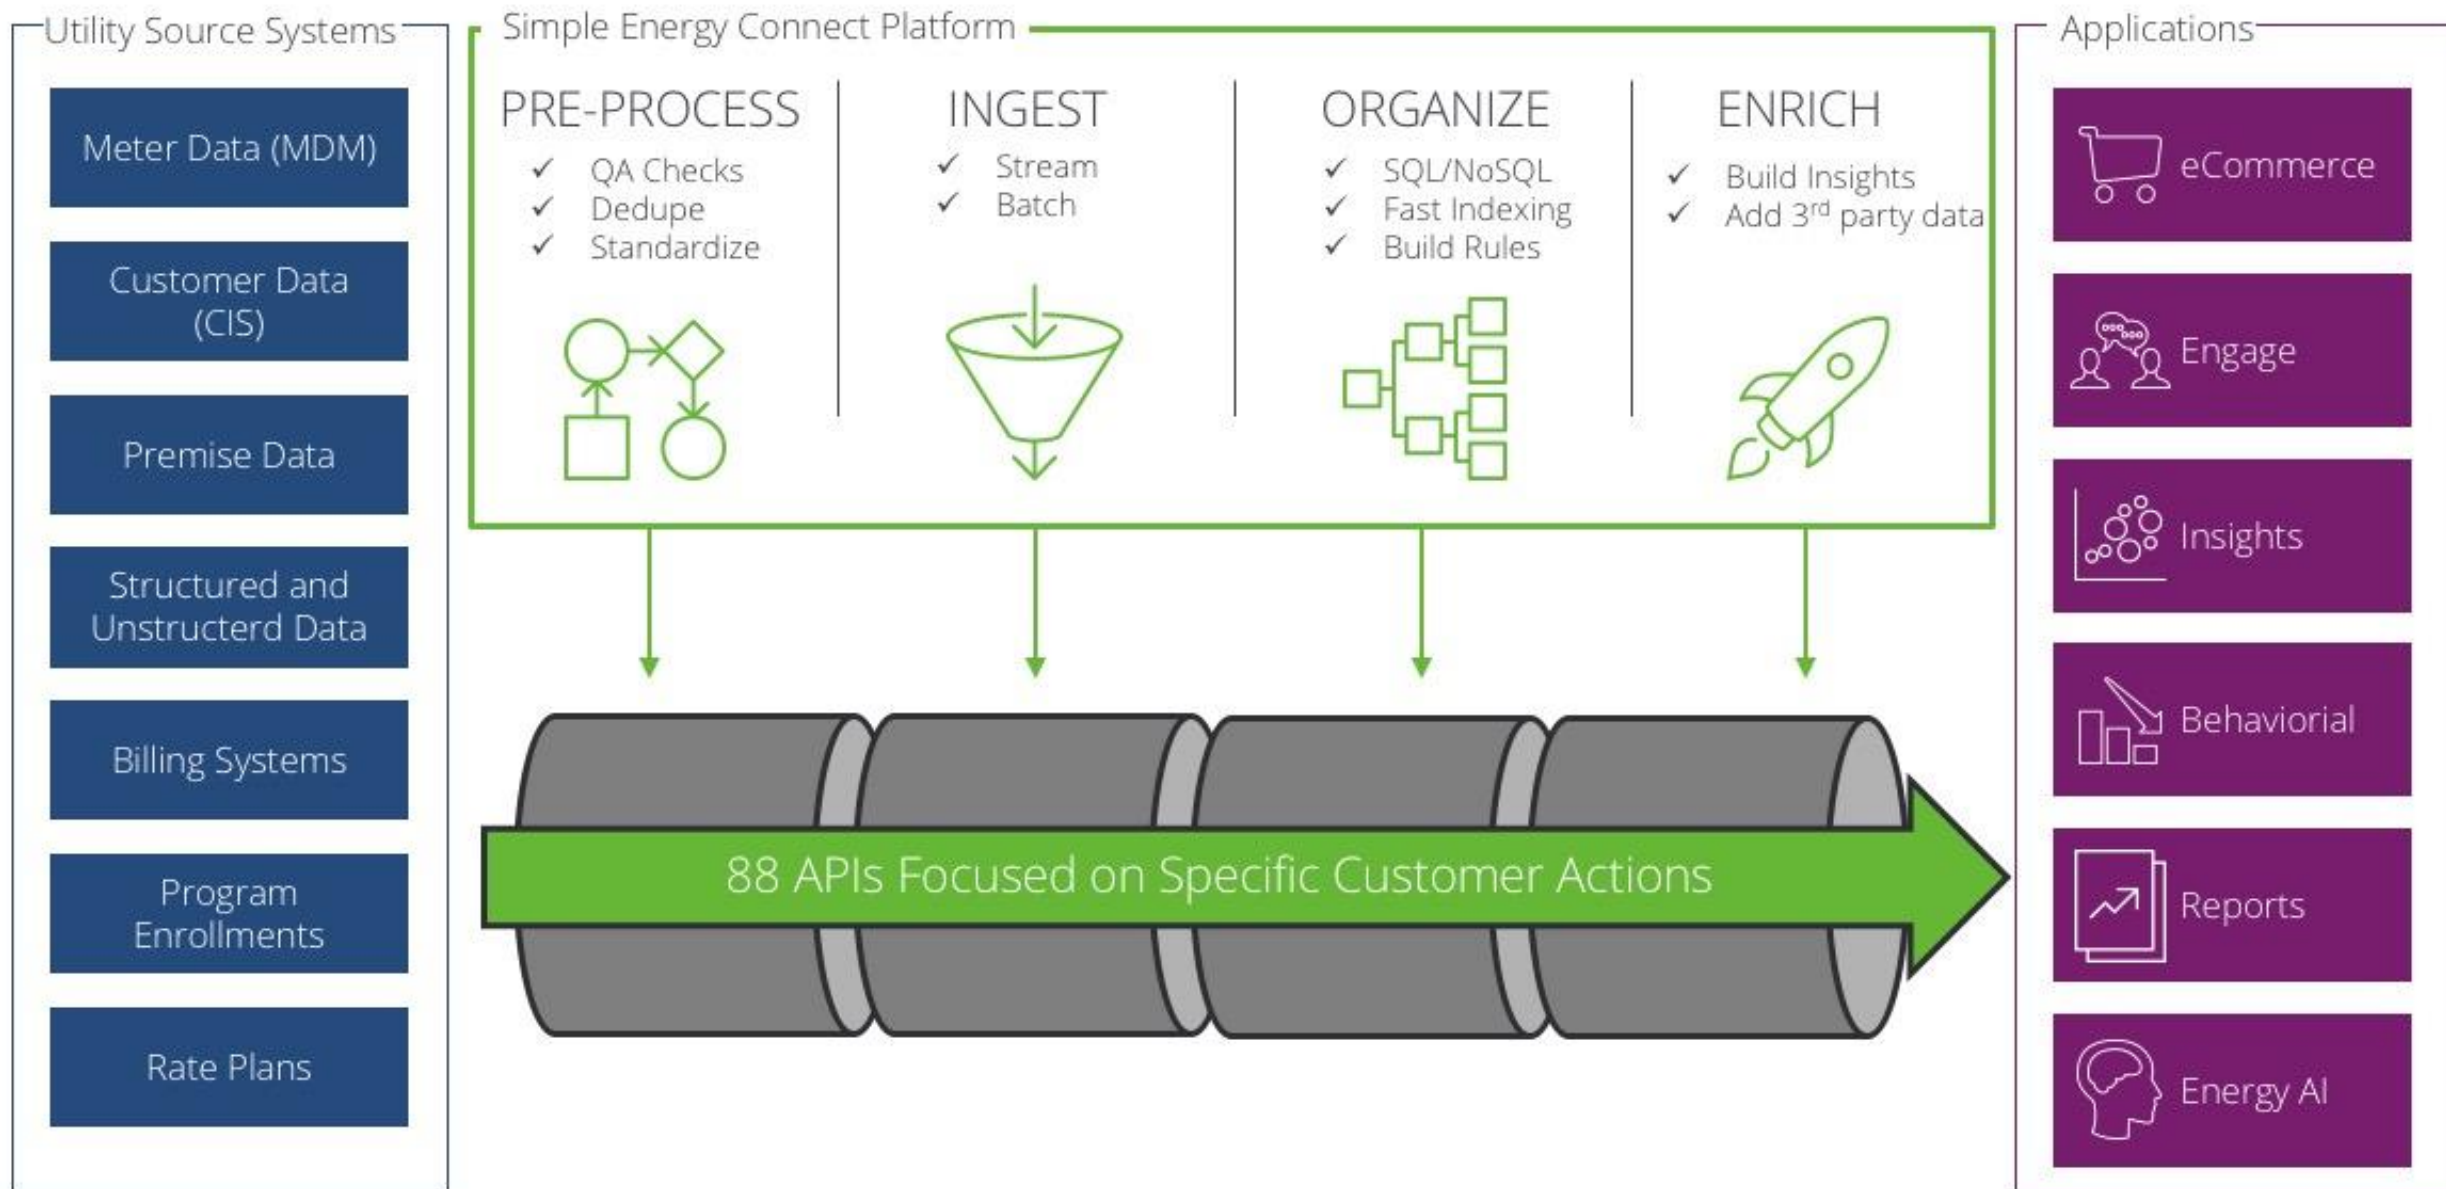 Utility Source Systems
Meter Data (MDM)
Customer Data
(CIS)
Premise Data
Structured and
Unstructerd Data
Billing Systems
Program
Enrollments
Rate Plans
Simple Energy Connect Platform
PRE-PROCESS
✓ QA Checks
✓ Dedupe
✓ Standardize
INGEST
✓ Stream
✓ Batch
ORGANIZE
✓ SQL/NoSQL
✓ Fast Indexing
✓ Build Rules
ENRICH
✓ Build Insights
✓ Add 3rd party data
88 APIs Focused on Specific Customer Actions
Applications
eCommerce
Engage
Insights
Behaviorial
Reports
Energy AI